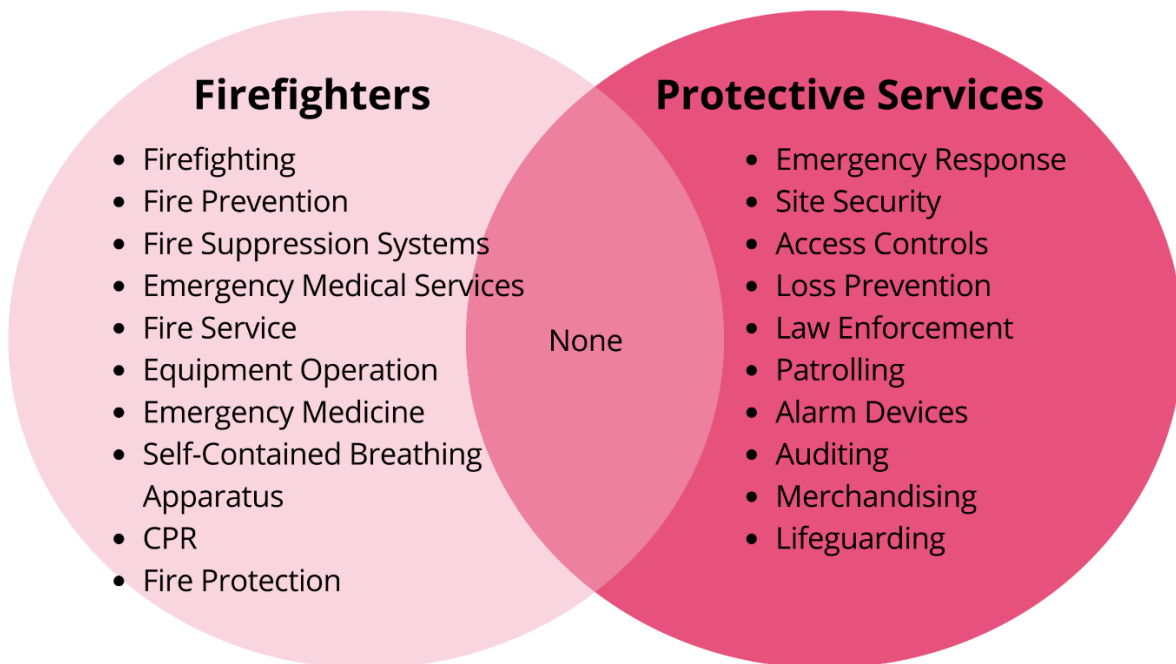 Firefighters
• Firefighting
• Fire Prevention
• Fire Suppression Systems
• Emergency Medical Services
• Fire Service
• Equipment Operation
• Emergency Medicine
• Self-Contained Breathing
Apparatus
• CPR
• Fire Protection
None
Protective Services
• Emergency Response
• Site Security
• Access Controls
• Loss Prevention
• Law Enforcement
• Patrolling
• Alarm Devices
• Auditing
• Merchandising
• Lifeguarding